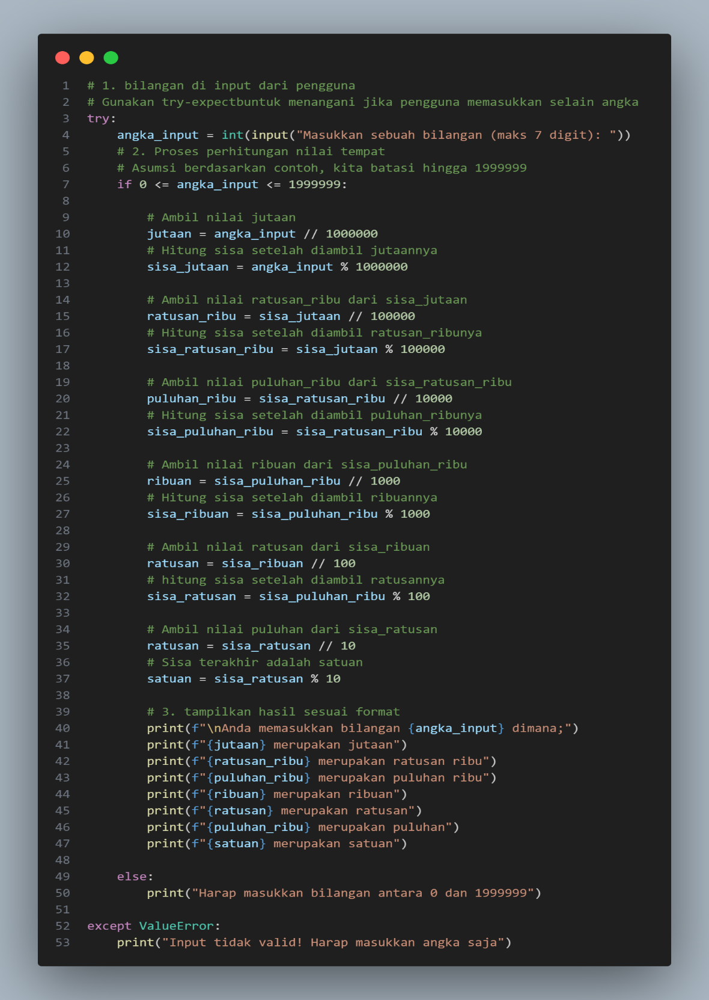 1 # 1. bilangan di input dari pengguna
2 # Gunakan try-expectbuntuk menangani jika pengguna memasukkan selain angka
3 try:
4     angka_input = int(input("Masukkan sebuah bilangan (maks 7 digit): "))
5     # 2. Proses perhitungan nilai tempat
6     # Asumsi berdasarkan contoh, kita batasi hingga 1999999
7     if 0 <= angka_input <= 1999999:
8
9         # Ambil nilai jutaan
10         jutaan = angka_input // 1000000
11         # Hitung sisa setelah diambil jutaannya
12         sisa_jutaan = angka_input % 1000000
13
14         # Ambil nilai ratusan_ribu dari sisa_jutaan
15         ratusan_ribu = sisa_jutaan // 100000
16         # Hitung sisa setelah diambil ratusan_ribunya
17         sisa_ratusan_ribu = sisa_jutaan % 100000
18
19         # Ambil nilai puluhan_ribu dari sisa_ratusan_ribu
20         puluhan_ribu = sisa_ratusan_ribu // 10000
21         # Hitung sisa setelah diambil puluhan_ribunya
22         sisa_puluhan_ribu = sisa_ratusan_ribu % 10000
23
24         # Ambil nilai ribuan dari sisa_puluhan_ribu
25         ribuan = sisa_puluhan_ribu // 1000
26         # Hitung sisa setelah diambil ribuannya
27         sisa_ribuan = sisa_puluhan_ribu % 1000
28
29         # Ambil nilai ratusan dari sisa_ribuan
30         ratusan = sisa_ribuan // 100
31         # hitung sisa setelah diambil ratusannya
32         sisa_ratusan = sisa_puluhan_ribu % 100
33
34         # Ambil nilai puluhan dari sisa_ratusan
35         ratusan = sisa_ratusan // 10
36         # Sisa terakhir adalah satuan
37         satuan = sisa_ratusan % 10
38
39         # 3. tampilkan hasil sesuai format
40         print(f"\nAnda memasukkan bilangan {angka_input} dimana;")
41         print(f"{jutaan} merupakan jutaan")
42         print(f"{ratusan_ribu} merupakan ratusan ribu")
43         print(f"{puluhan_ribu} merupakan puluhan ribu")
44         print(f"{ribuan} merupakan ribuan")
45         print(f"{ratusan} merupakan ratusan")
46         print(f"{puluhan_ribu} merupakan puluhan")
47         print(f"{satuan} merupakan satuan")
48
49     else:
50         print("Harap masukkan bilangan antara 0 dan 1999999")
51
52 except ValueError:
53     print("Input tidak valid! Harap masukkan angka saja")